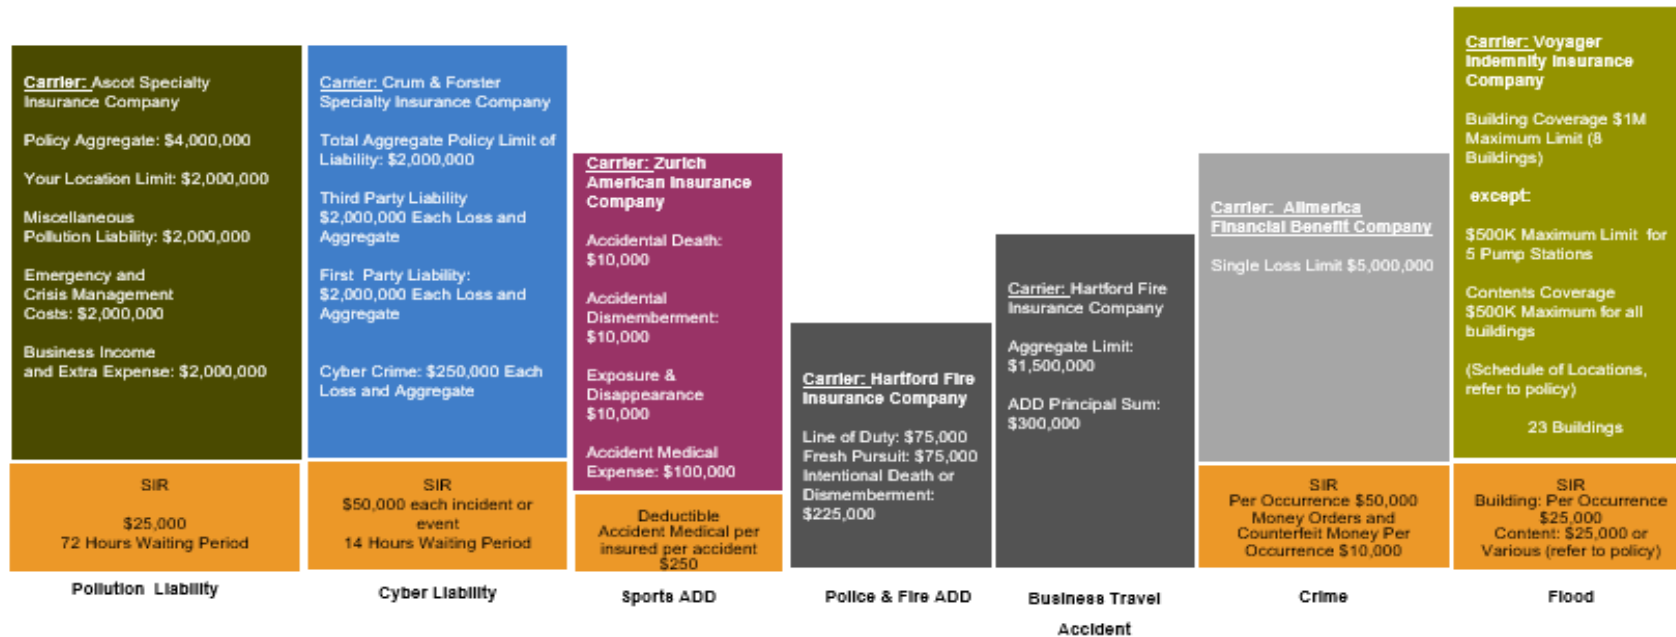 Carrier: Ascot Specialty
Insurance Company
Policy Aggregate: $4,000,000
Your Location Limit: $2,000,000
Miscellaneous
Pollution Liability: $2,000,000
Emergency and
Crisis Management
Costs: $2,000,000
Business Income
and Extra Expense: $2,000,000
SIR
$25,000
72 Hours Waiting Period
Pollution Liability
Carrier: Crum & Forster
Specialty Insurance Company
Total Aggregate Policy Limit of
Liability: $2,000,000
Third Party Liability
$2,000,000 Each Loss and
Aggregate
First Party Liability:
$2,000,000 Each Loss and
Aggregate
Cyber Crime: $250,000 Each
Loss and Aggregate
SIR
$50,000 each incident or
event
14 Hours Waiting Period
Cyber Liability
Carrier: Zurich
American Insurance
Company
Accidental Death:
$10,000
Accidental
Dismemberment:
$10,000
Exposure &
Disappearance
$10,000
Accident Medical
Expense: $100,000
Deductible
Accident Medical per
insured per accident
$250
Sports ADD
Carrier: Hartford Fire
Insurance Company
Line of Duty: $75,000
Fresh Pursuit: $75,000
Intentional Death or
Dismemberment:
$225,000
Police & Fire ADD
Carrier: Hartford Fire
Insurance Company
Aggregate Limit:
$1,500,000
ADD Principal Sum:
$300,000
Business Travel
Accident
Carrier: Allmerica
Financial Benefit Company
Single Loss Limit $5,000,000
SIR
Per Occurrence $50,000
Money Orders and
Counterfeit Money Per
Occurrence $10,000
Crime
Carrier: Voyager
Indemnity Insurance
Company
Building Coverage $1M
Maximum Limit (8
Buildings)
except:
$500K Maximum Limit for
5 Pump Stations
Contents Coverage
$500K Maximum for all
buildings
(Schedule of Locations,
refer to policy)
23 Buildings
SIR
Building: Per Occurrence
$25,000
Content: $25,000 or
Various (refer to policy)
Flood